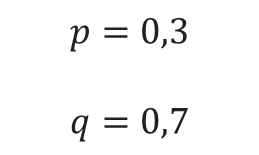 p = 0,3
q = 0,7